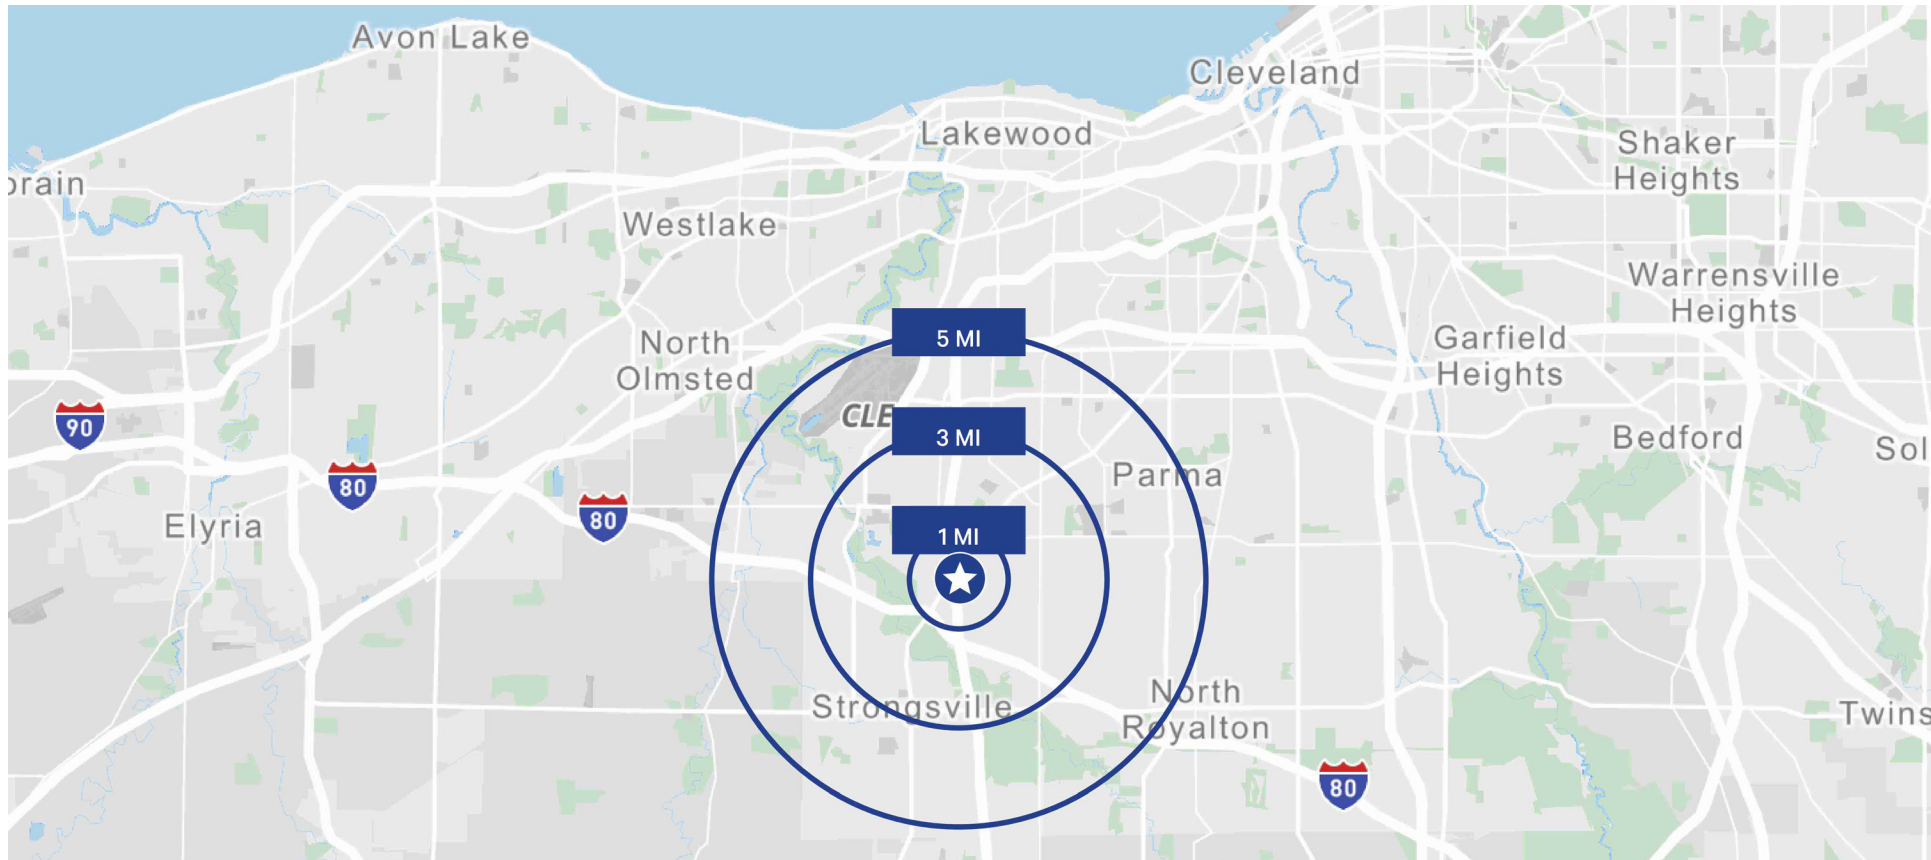 Avon Lake
Cleveland
Lakewood
Shaker
Heights
orain
Westlake
Warrensville
Heights
5 MI
North
Olmsted
Garfield
Heights
CLE
90
3 MI
Bedford
Sol
80
Parma
80
Elyria
1 MI
Strongsville
North
Royalton
Twins
80